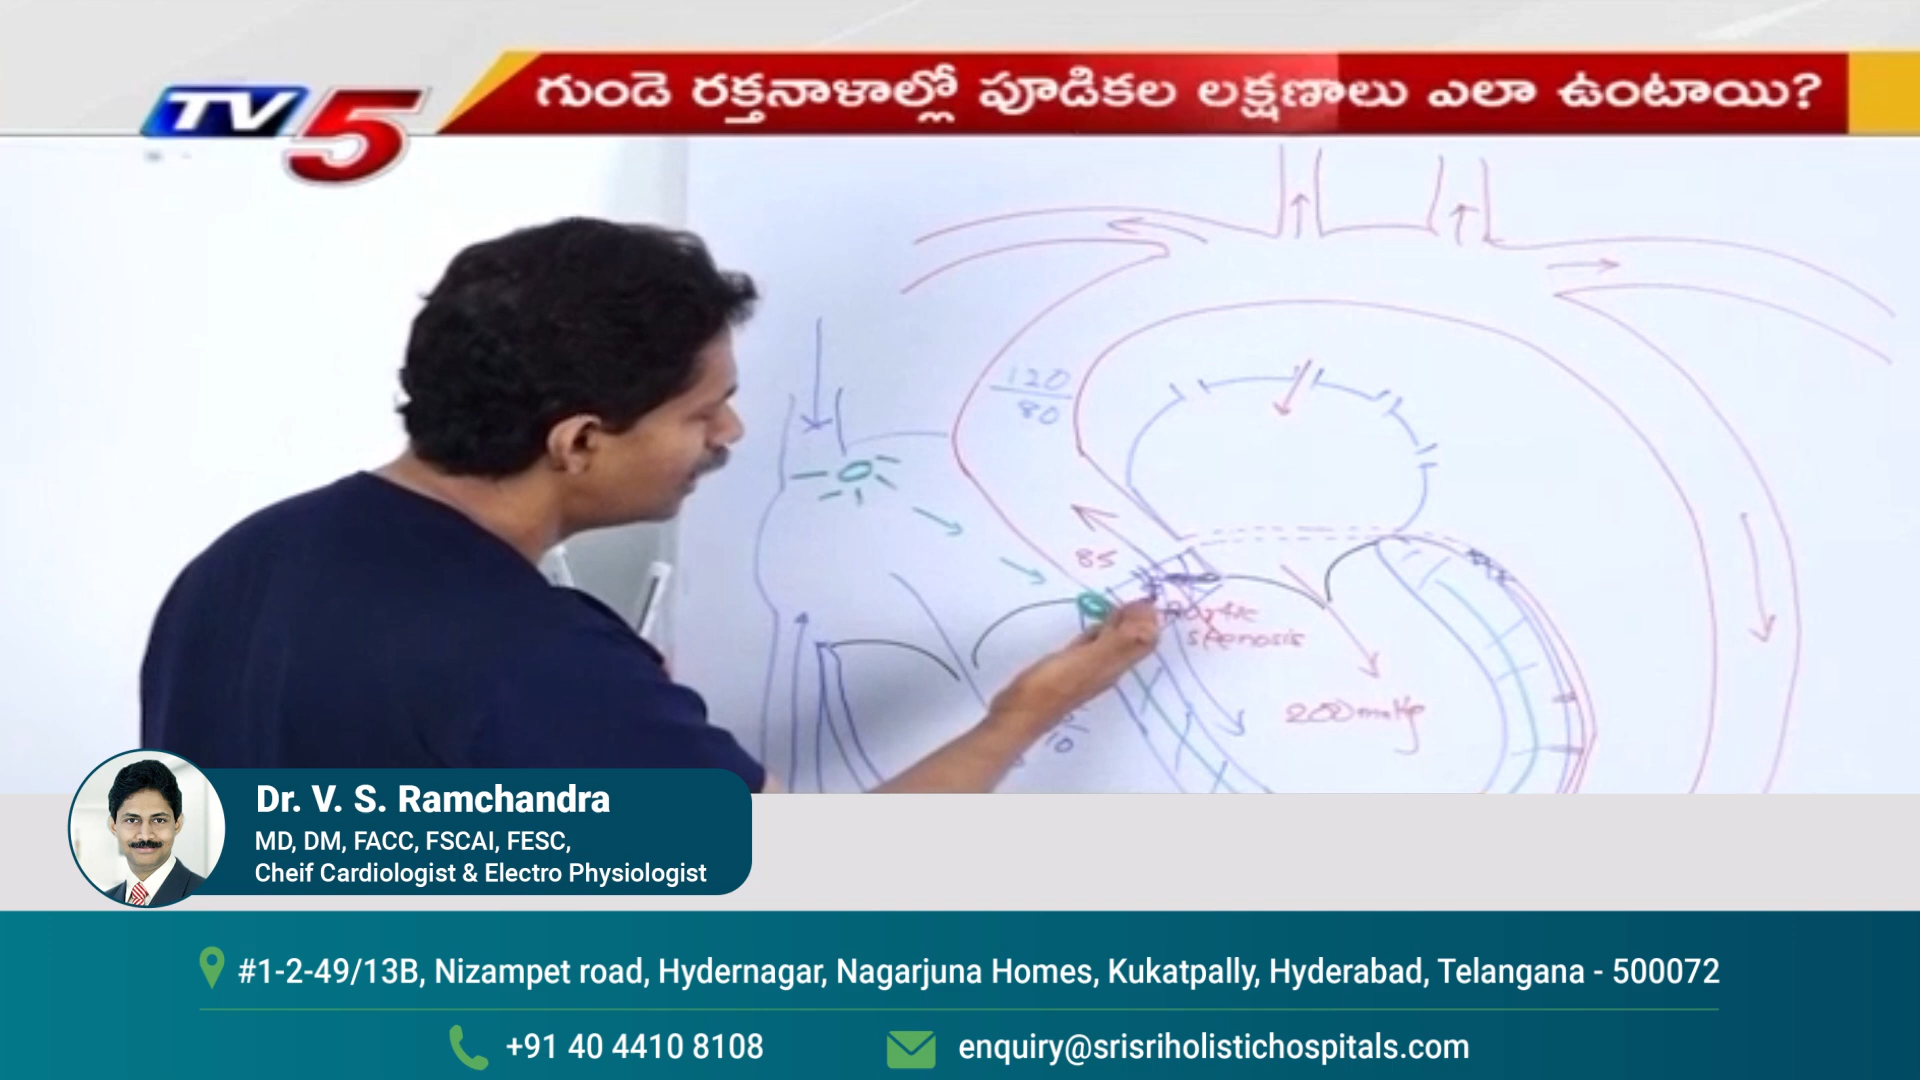 గుండె రక్తనాళాల్లో పూడికల లక్షణాలు ఎలా ఉంటాయి?
TV5
120
80
85
Aortic
stenosis
200mmHg
10
Dr. V. S. Ramchandra
MD, DM, FACC, FSCAI, FESC,
Cheif Cardiologist & Electro Physiologist
#1-2-49/13B, Nizampet road, Hydernagar, Nagarjuna Homes, Kukatpally, Hyderabad, Telangana - 500072
+91 40 4410 8108
enquiry@srisriholistichospitals.com